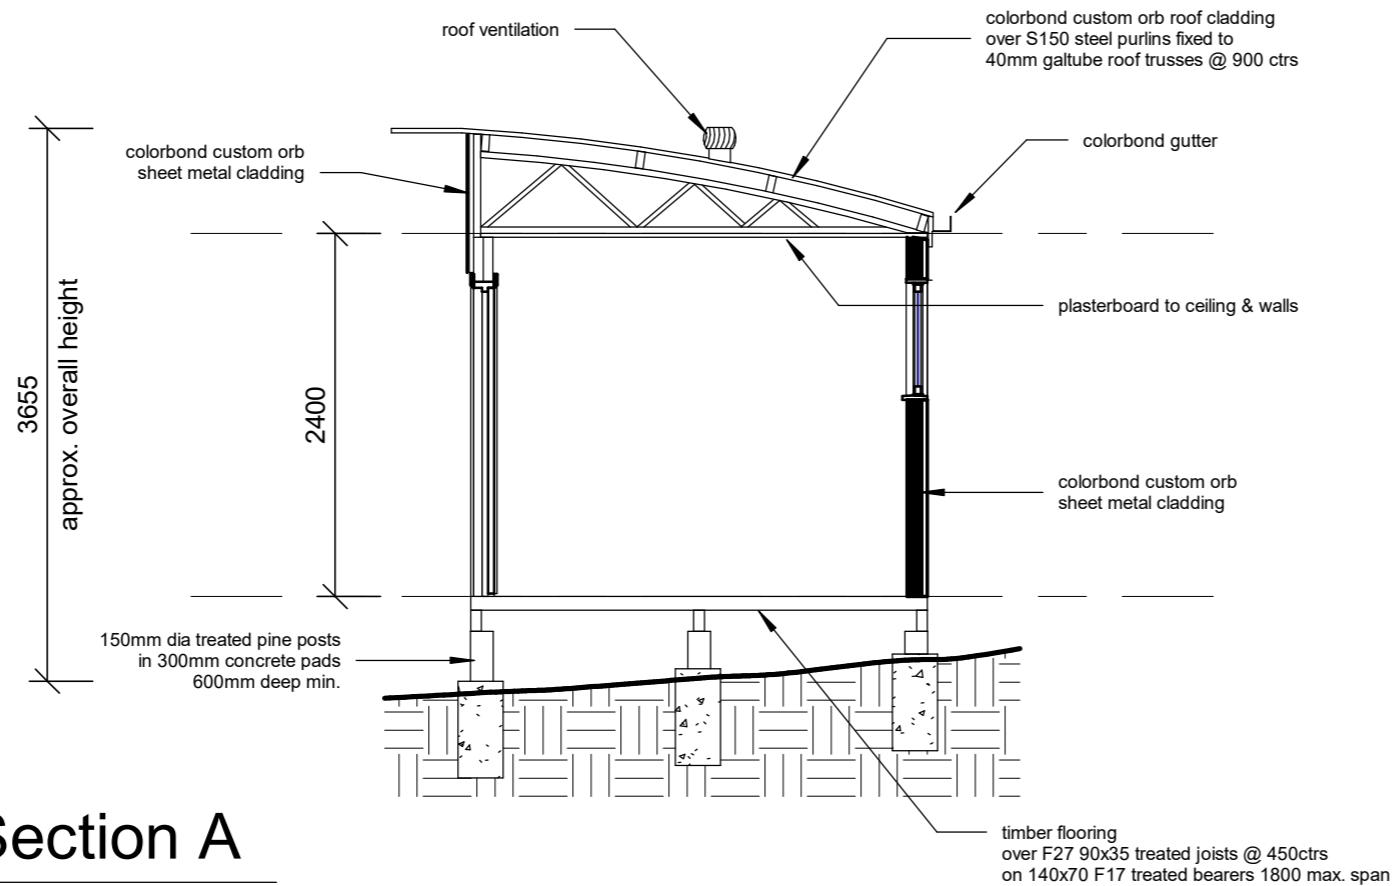 roof ventilation
colorbond custom orb roof cladding
over S150 steel purlins fixed to
40mm galtube roof trusses @ 900 ctrs
colorbond custom orb
sheet metal cladding
colorbond gutter
3655
approx. overall height
2400
plasterboard to ceiling & walls
colorbond custom orb
sheet metal cladding
150mm dia treated pine posts
in 300mm concrete pads
600mm deep min.
Section A
timber flooring
over F27 90x35 treated joists @ 450ctrs
on 140x70 F17 treated bearers 1800 max. span